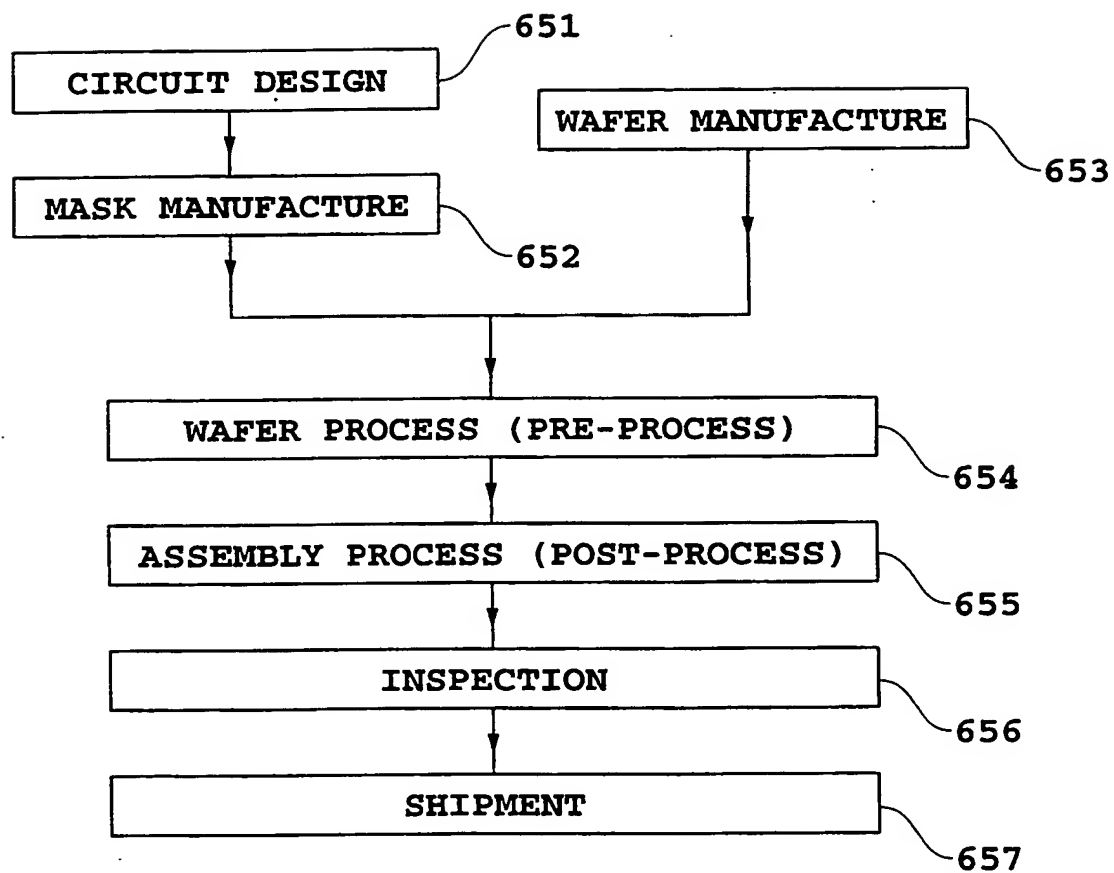 651
CIRCUIT DESIGN
WAFER MANUFACTURE
653
MASK MANUFACTURE
652
WAFER PROCESS (PRE-PROCESS)
654
ASSEMBLY PROCESS (POST-PROCESS)
655
INSPECTION
656
SHIPMENT
657